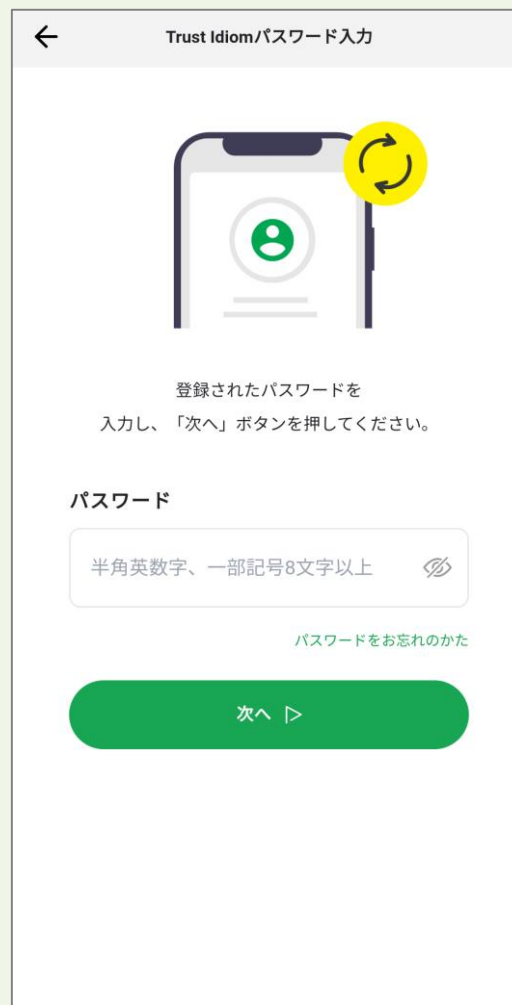 Trust Idiomパスワード入力
登録されたパスワードを
入力し、「次へ」ボタンを押してください。
パスワード
半角英数字、一部記号8文字以上
パスワードをお忘れのかた
次へ